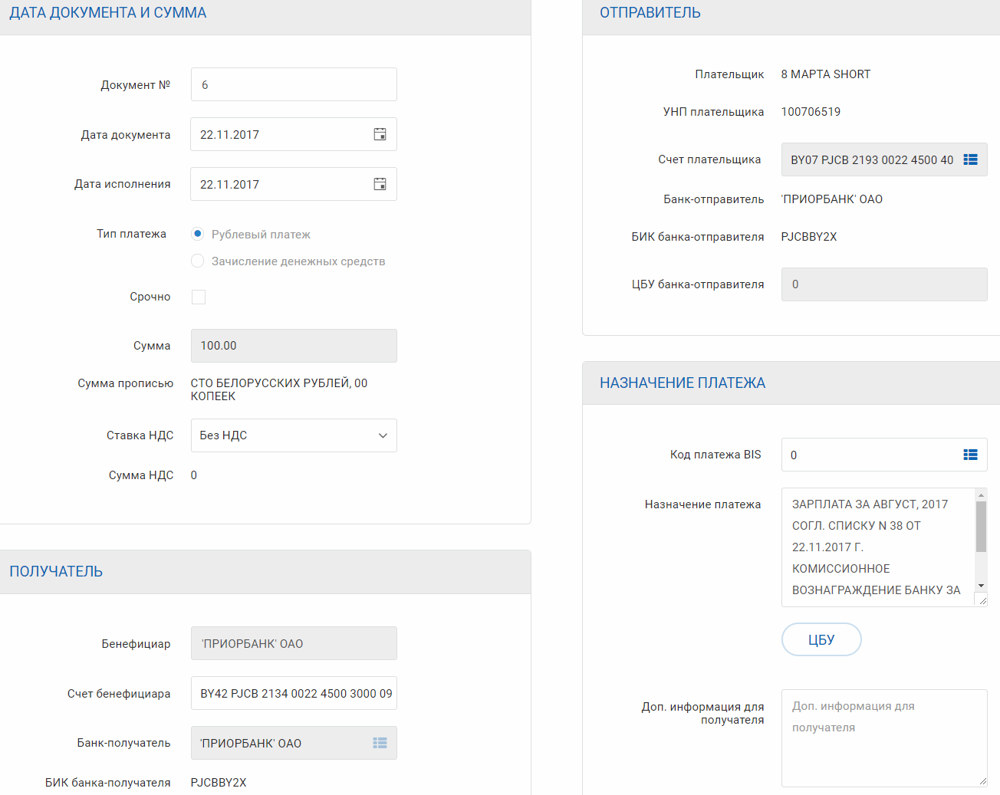 ДАТА ДОКУМЕНТА И СУММА
Документ №
6
Дата документа
22.11.2017
Дата исполнения
22.11.2017
Тип платежа
Рублевый платеж
Зачисление денежных средств
Срочно
Сумма
100.00
Сумма прописью
СТО БЕЛОРУССКИХ РУБЛЕЙ, 00
КОПЕЕК
Ставка НДС
Без НДС
Сумма НДС
0
ПОЛУЧАТЕЛЬ
Бенефициар
'ПРИОРБАНК' ОАО
Счет бенефициара
BY42 PJCB 2134 0022 4500 3000 09
Банк-получатель
'ПРИОРБАНК' ОАО
БИК банка-получателя
PJCBBY2X
ОТПРАВИТЕЛЬ
Плательщик
8 МАРТА SHORT
УНП плательщика
100706519
Счет плательщика
BY07 PJCB 2193 0022 4500 40
Банк-отправитель
'ПРИОРБАНК' ОАО
БИК банка-отправителя
PJCBBY2X
ЦБУ банка-отправителя
0
НАЗНАЧЕНИЕ ПЛАТЕЖА
Код платежа BIS
0
Назначение платежа
ЗАРПЛАТА ЗА АВГУСТ, 2017
СОГЛ. СПИСКУ N 38 ОТ
22.11.2017 Г.
КОМИССИОННОЕ
ВОЗНАГРАЖДЕНИЕ БАНКУ ЗА
ЦБУ
Доп. информация для
получателя
Доп. информация для
получателя